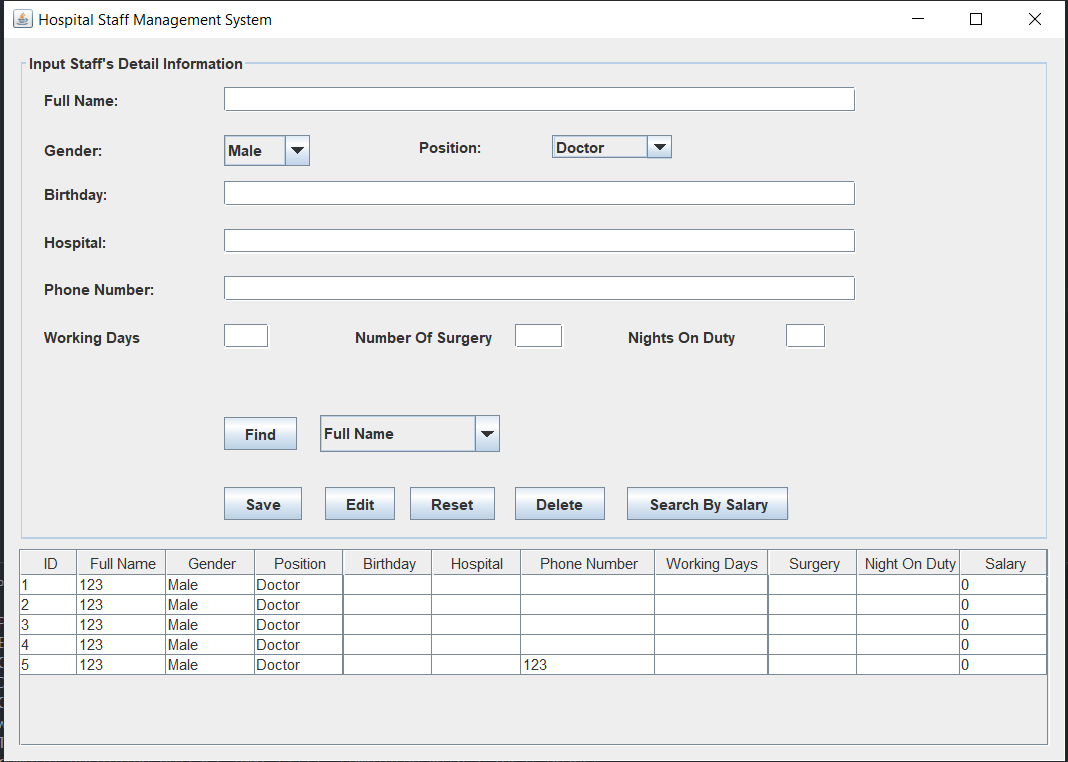 Hospital Staff Management System
Input Staff's Detail Information
Full Name:
Gender: Male Position: Doctor
Birthday:
Hospital:
Phone Number:
Working Days Number Of Surgery Nights On Duty
Find Full Name
Save Edit Reset Delete Search By Salary
ID Full Name Gender Position Birthday Hospital Phone Number Working Days Surgery Night On Duty Salary
1 123 Male Doctor 0
2 123 Male Doctor 0
3 123 Male Doctor 0
4 123 Male Doctor 0
5 123 Male Doctor 123 0